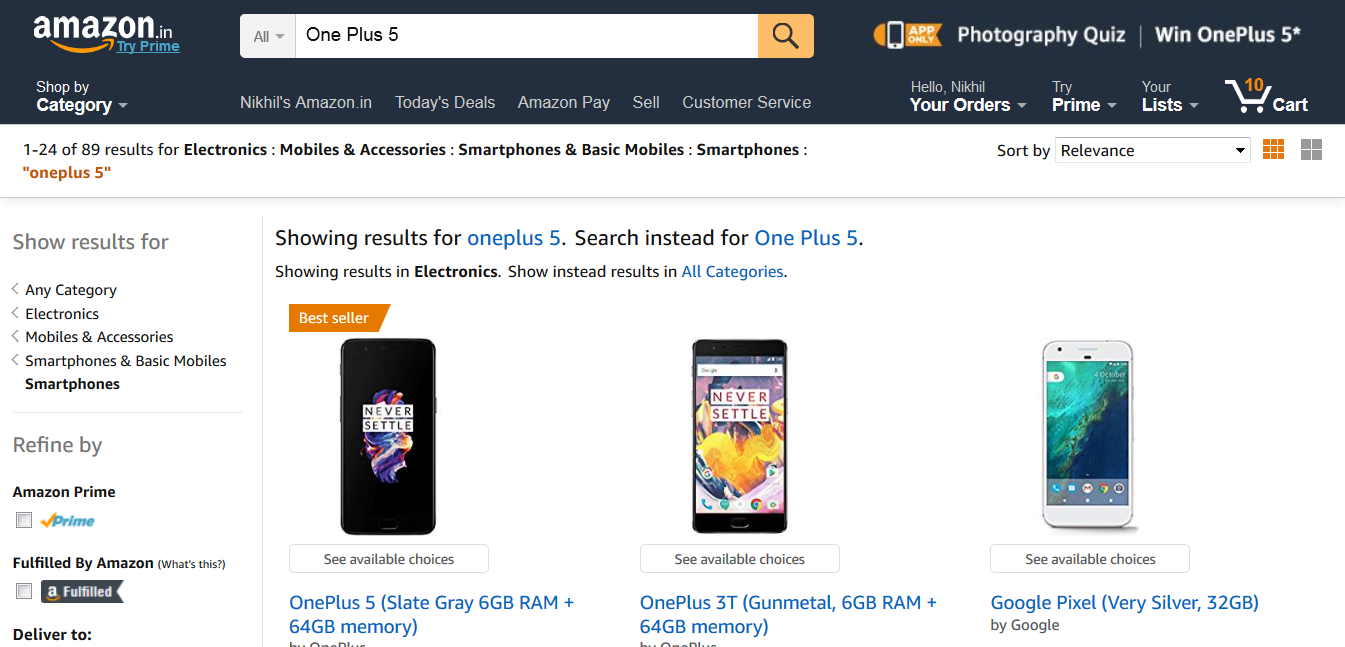 amazon.in
Try Prime
All
One Plus 5
APP ONLY
Photography Quiz | Win OnePlus 5*
Shop by
Category
Nikhil's Amazon.in
Today's Deals
Amazon Pay
Sell
Customer Service
Hello, Nikhil
Your Orders
Try
Prime
Your
Lists
10
Cart
1-24 of 89 results for Electronics : Mobiles & Accessories : Smartphones & Basic Mobiles : Smartphones :
"oneplus 5"
Sort by Relevance
Show results for
Any Category
Electronics
Mobiles & Accessories
Smartphones & Basic Mobiles
Smartphones
Refine by
Amazon Prime
Prime
Fulfilled By Amazon (What's this?)
a Fulfilled
Deliver to:
Showing results for oneplus 5. Search instead for One Plus 5.
Showing results in Electronics. Show instead results in All Categories.
Best seller
NEVER
SETTLE
See available choices
OnePlus 5 (Slate Gray 6GB RAM +
64GB memory)
by OnePlus
Google
NEVER
SETTLE
See available choices
OnePlus 3T (Gunmetal, 6GB RAM +
64GB memory)
by OnePlus
4 October
See available choices
Google Pixel (Very Silver, 32GB)
by Google